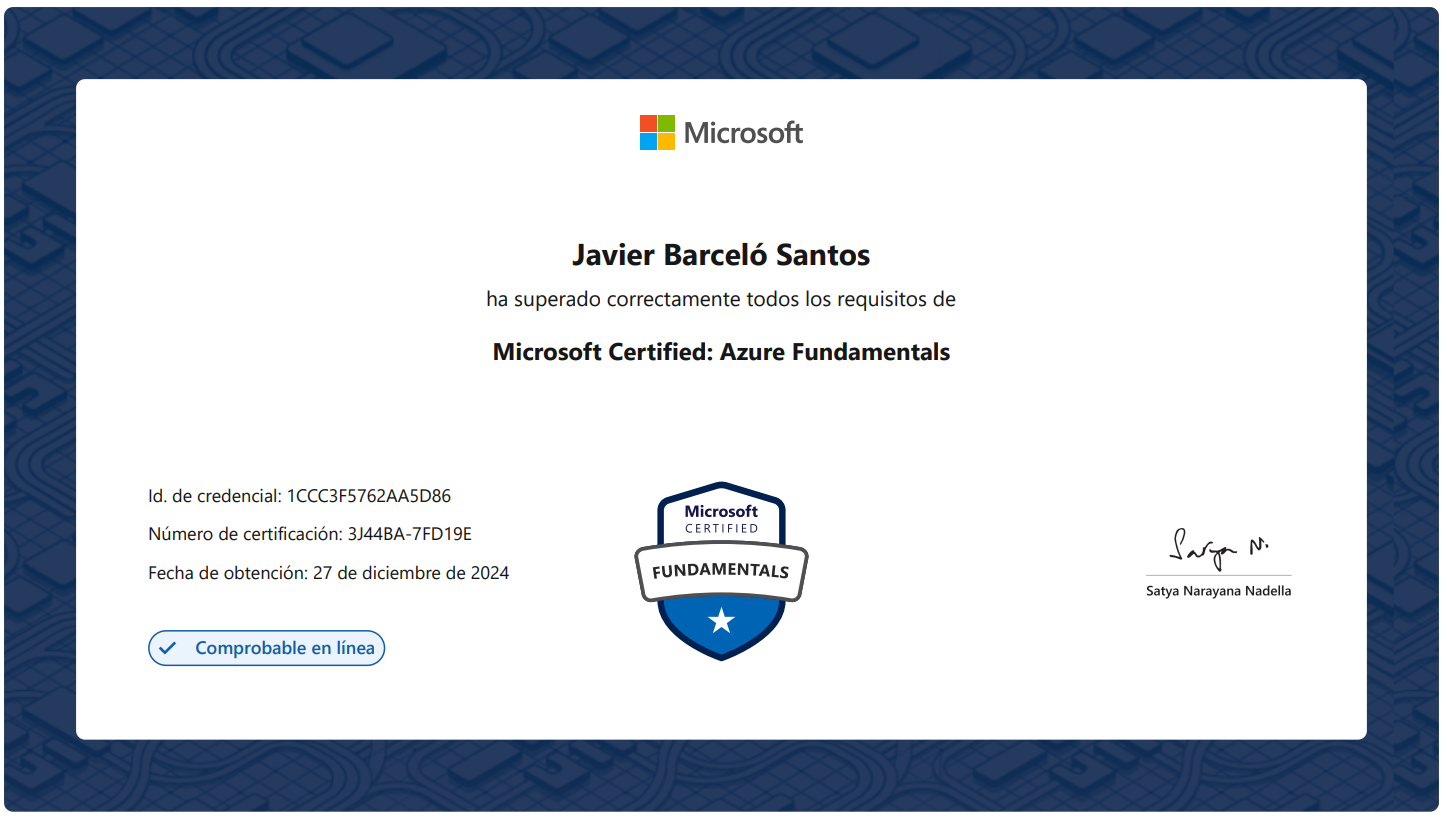 Microsoft
Javier Barceló Santos
ha superado correctamente todos los requisitos de
Microsoft Certified: Azure Fundamentals
Id. de credencial: 1CCC3F5762AA5D86
Número de certificación: 3J44BA-7FD19E
Fecha de obtención: 27 de diciembre de 2024
Comprobable en línea
Microsoft
CERTIFIED
FUNDAMENTALS
Satya N.
Satya Narayana Nadella